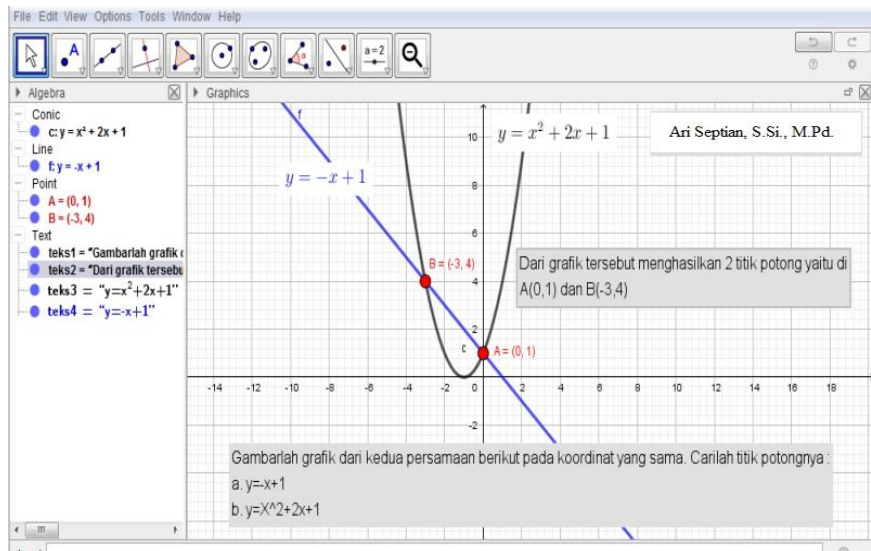 File Edit View Options Tools Window Help
A
a=2
Algebra
Graphics
Conic
c: y = x² + 2x + 1
Line
f: y = -x + 1
Point
A = (0, 1)
B = (-3, 4)
Text
teks1 = "Gambarlah grafik
teks2 = "Dari grafik tersebu
teks3 = "y=x²+2x+1"
teks4 = "y=-x+1"
f
y = x² + 2x + 1
Ari Septian, S.Si., M.Pd.
y = −x + 1
10
8
6
B = (-3, 4)
4
Dari grafik tersebut menghasilkan 2 titik potong yaitu di
A(0,1) dan B(-3,4)
2
c
A = (0, 1)
-14 -12 -10 -8 -6 -4 -2 0 2 4 6 8 10 12 14 16 18
-2
Gambarlah grafik dari kedua persamaan berikut pada koordinat yang sama. Carilah titik potongnya :
a. y=-x+1
b. y=X^2+2x+1